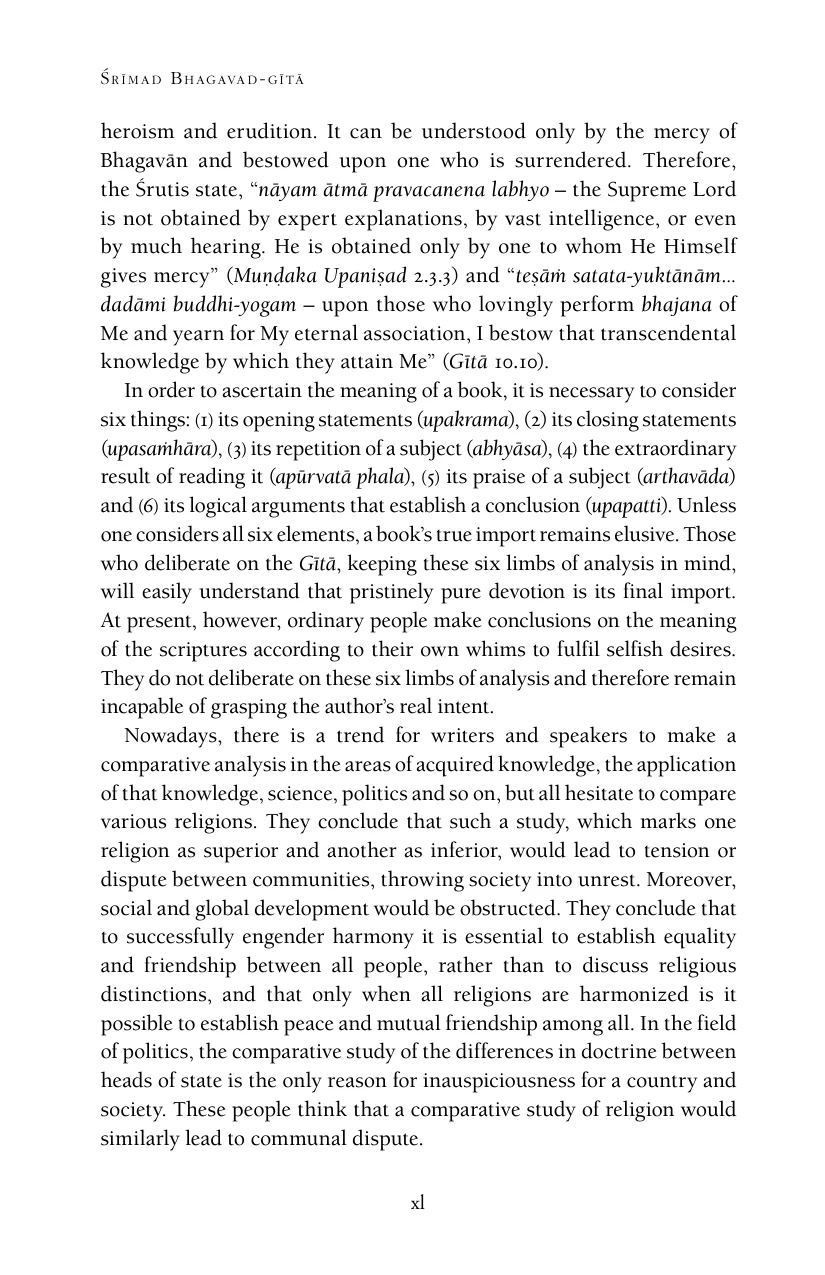 Śrīmad Bhagavad-gītā
heroism and erudition. It can be understood only by the mercy of
Bhagavān and bestowed upon one who is surrendered. Therefore,
the Śrutis state, “nāyam ātmā pravacanena labhyo – the Supreme Lord
is not obtained by expert explanations, by vast intelligence, or even
by much hearing. He is obtained only by one to whom He Himself
gives mercy” (Muṇḍaka Upaniṣad 2.3.3) and “teṣāṁ satata-yuktānām...
dadāmi buddhi-yogam – upon those who lovingly perform bhajana of
Me and yearn for My eternal association, I bestow that transcendental
knowledge by which they attain Me” (Gītā 10.10).
In order to ascertain the meaning of a book, it is necessary to consider
six things: (1) its opening statements (upakrama), (2) its closing statements
(upasaṁhāra), (3) its repetition of a subject (abhyāsa), (4) the extraordinary
result of reading it (apūrvatā phala), (5) its praise of a subject (arthavāda)
and (6) its logical arguments that establish a conclusion (upapatti). Unless
one considers all six elements, a book’s true import remains elusive. Those
who deliberate on the Gītā, keeping these six limbs of analysis in mind,
will easily understand that pristinely pure devotion is its final import.
At present, however, ordinary people make conclusions on the meaning
of the scriptures according to their own whims to fulfil selfish desires.
They do not deliberate on these six limbs of analysis and therefore remain
incapable of grasping the author’s real intent.
Nowadays, there is a trend for writers and speakers to make a
comparative analysis in the areas of acquired knowledge, the application
of that knowledge, science, politics and so on, but all hesitate to compare
various religions. They conclude that such a study, which marks one
religion as superior and another as inferior, would lead to tension or
dispute between communities, throwing society into unrest. Moreover,
social and global development would be obstructed. They conclude that
to successfully engender harmony it is essential to establish equality
and friendship between all people, rather than to discuss religious
distinctions, and that only when all religions are harmonized is it
possible to establish peace and mutual friendship among all. In the field
of politics, the comparative study of the differences in doctrine between
heads of state is the only reason for inauspiciousness for a country and
society. These people think that a comparative study of religion would
similarly lead to communal dispute.
xl